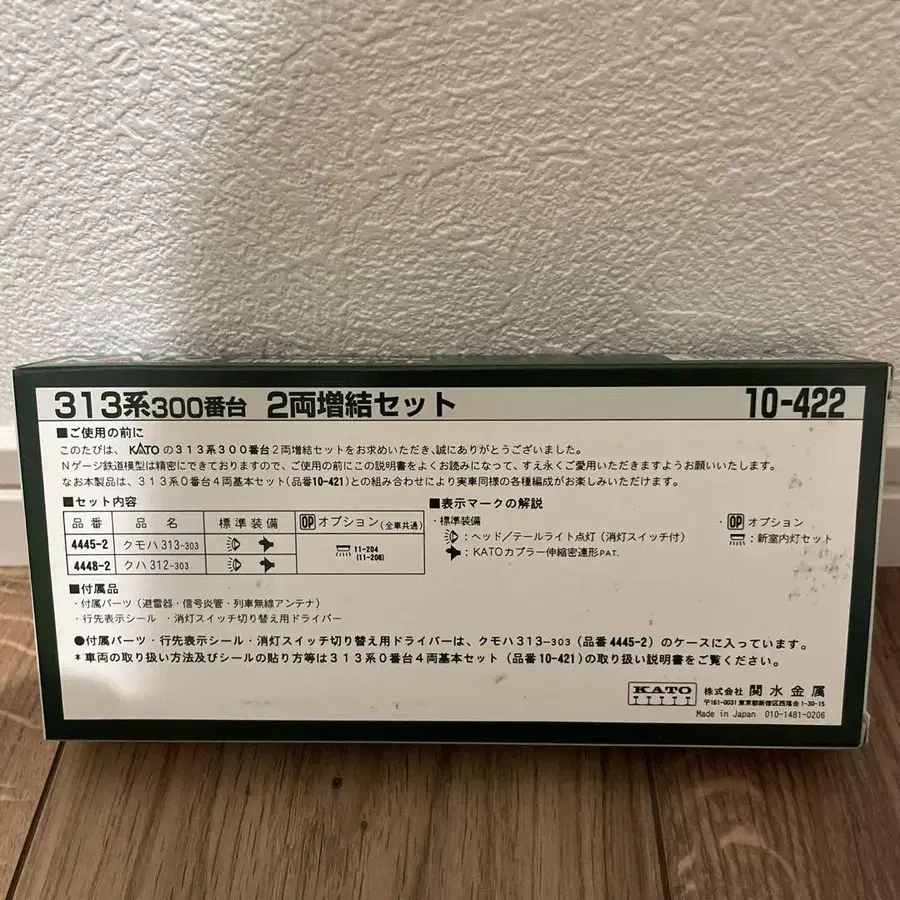 313系300番台 2両増結セット 10-422
■ご使用の前に
このたびは、KATOの313系300番台2両増結セットをお求めいただき、誠にありがとうございました。
Nゲージ鉄道模型は精密にできておりますので、ご使用の前にこの説明書をよくお読みになって、すえ永くご愛用いただきますようお願いいたします。
なお本製品は、313系0番台4両基本セット(品番10-421)との組み合わせにより実車同様の各種編成がお楽しみいただけます。
■セット内容
品番 品名 標準装備 OP オプション(全車共通)
4445-2 クモハ313-303 11-204
(11-206)
4448-2 クハ312-303
■表示マークの解説
・標準装備
:ヘッド/テールライト点灯(消灯スイッチ付)
:KATOカプラー伸縮密連形PAT.
・OP オプション
:新室内灯セット
■付属品
・付属パーツ(避雷器・信号炎管・列車無線アンテナ)
・行先表示シール ・消灯スイッチ切り替え用ドライバー
●付属パーツ・行先表示シール・消灯スイッチ切り替え用ドライバーは、クモハ313-303(品番4445-2)のケースに入っています。
*車両の取り扱い方法及びシールの貼り方等は313系0番台4両基本セット(品番10-421)の取り扱い説明書をご覧ください。
KATO 株式会社 関水金属
〒161-0031 東京都新宿区西落合1-30-15
Made in Japan 010-1481-0206